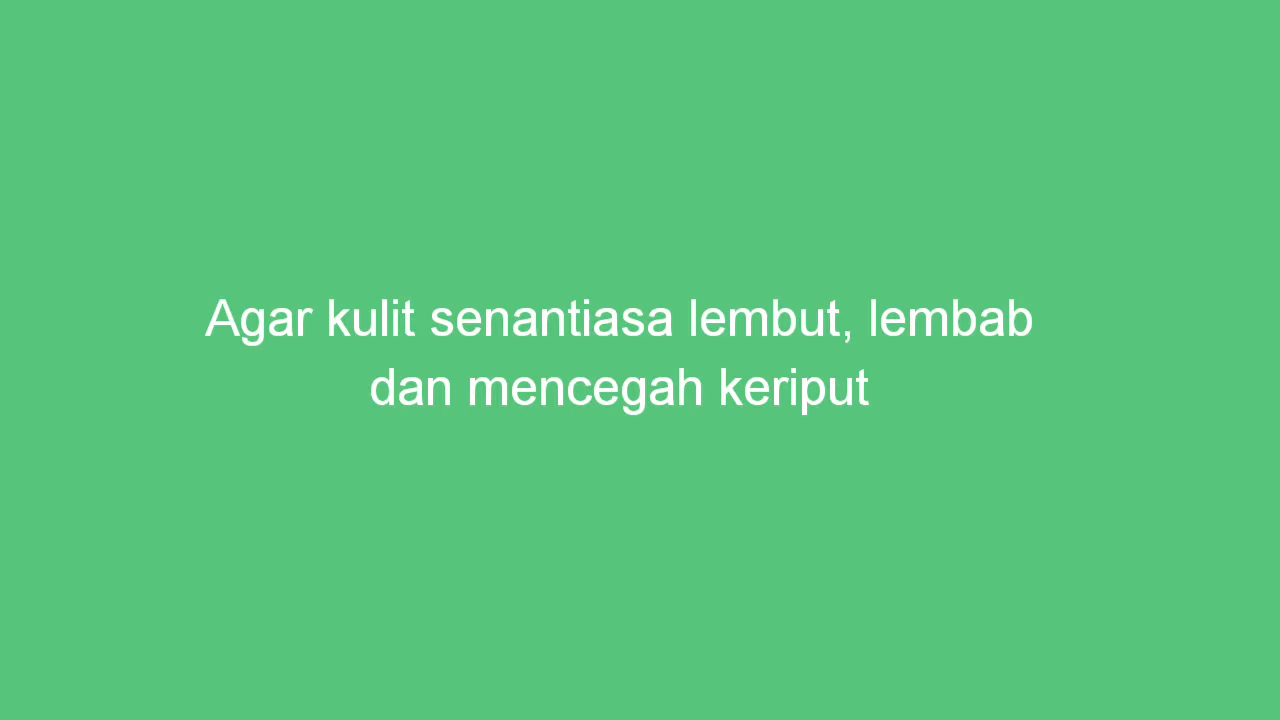 Agar kulit senantiasa lembut, lembab
dan mencegah keriput